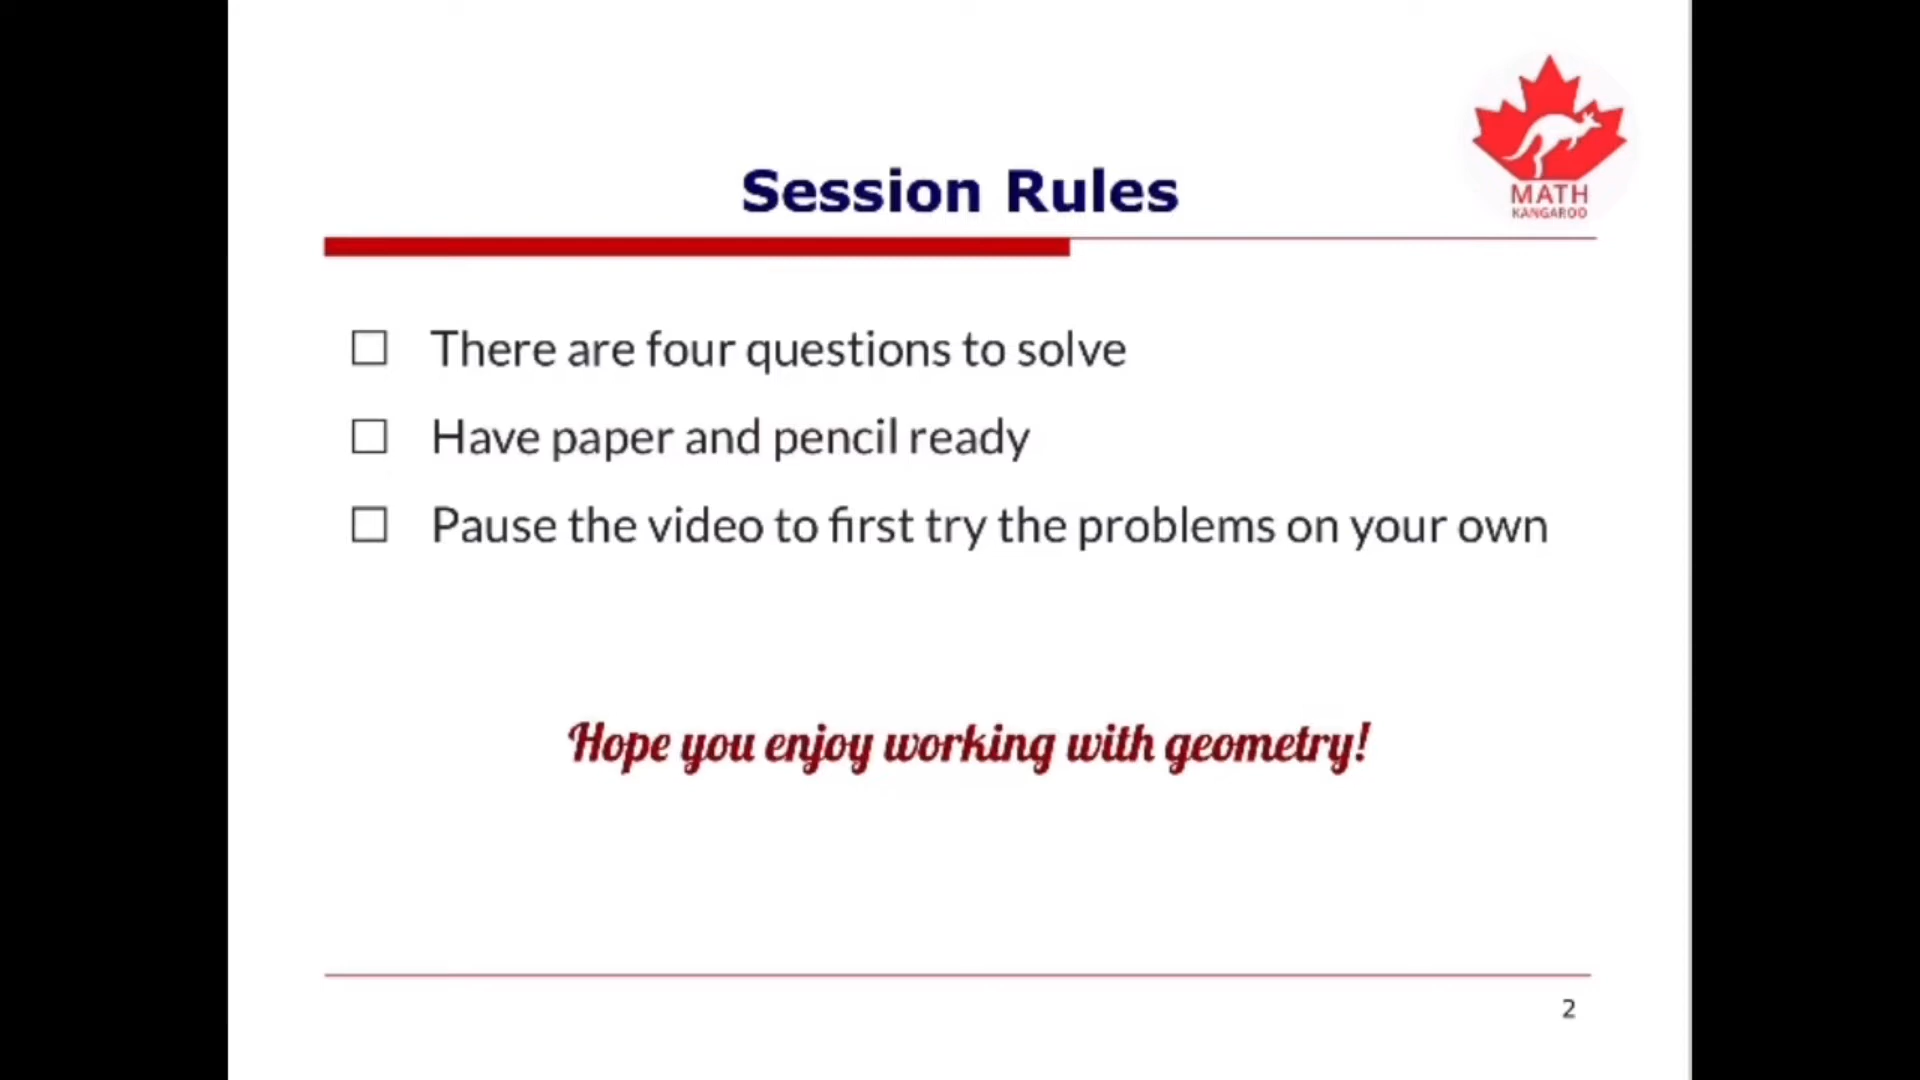 MATH
KANGAROO
Session Rules
There are four questions to solve
Have paper and pencil ready
Pause the video to first try the problems on your own
Hope you enjoy working with geometry!
2